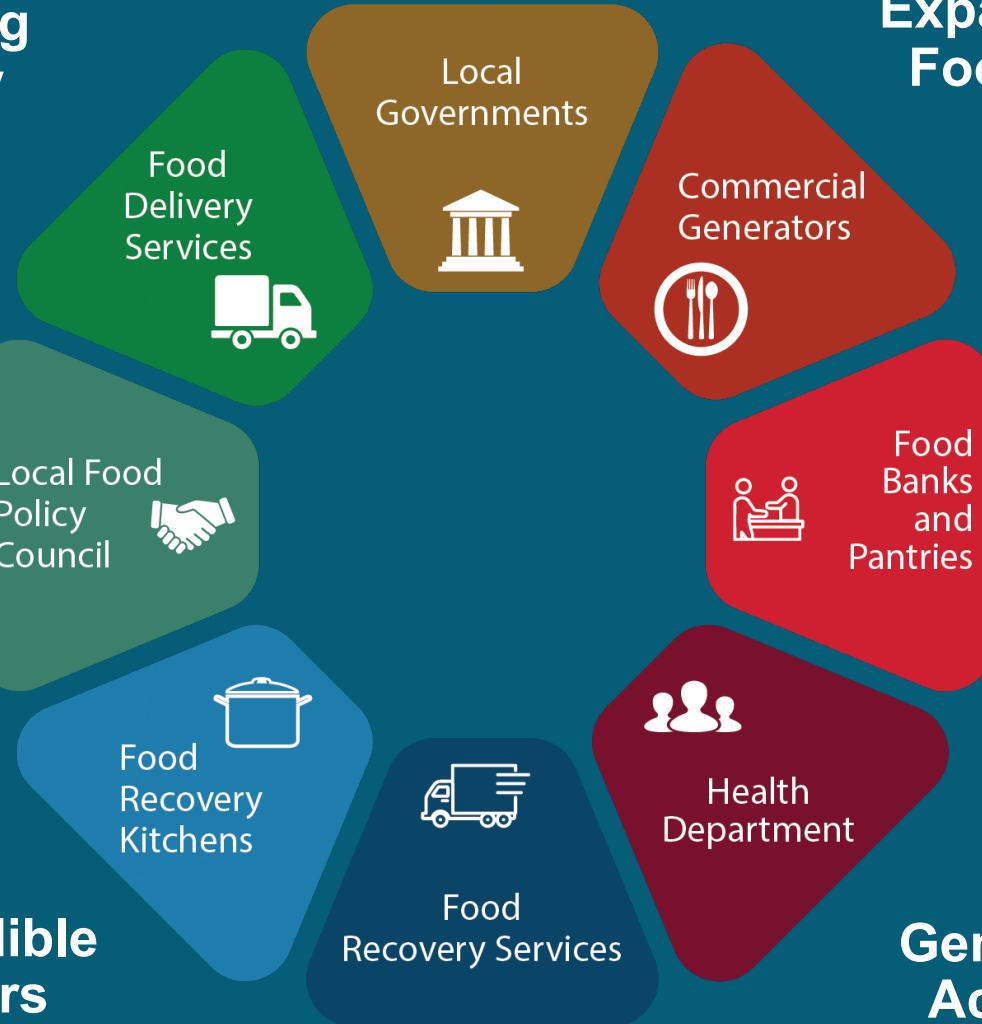 Local
Governments
Food
Delivery
Services
Commercial
Generators
Local Food
Policy
Council
Food
Banks
and
Pantries
Food
Recovery
Kitchens
Health
Department
Food
Recovery Services